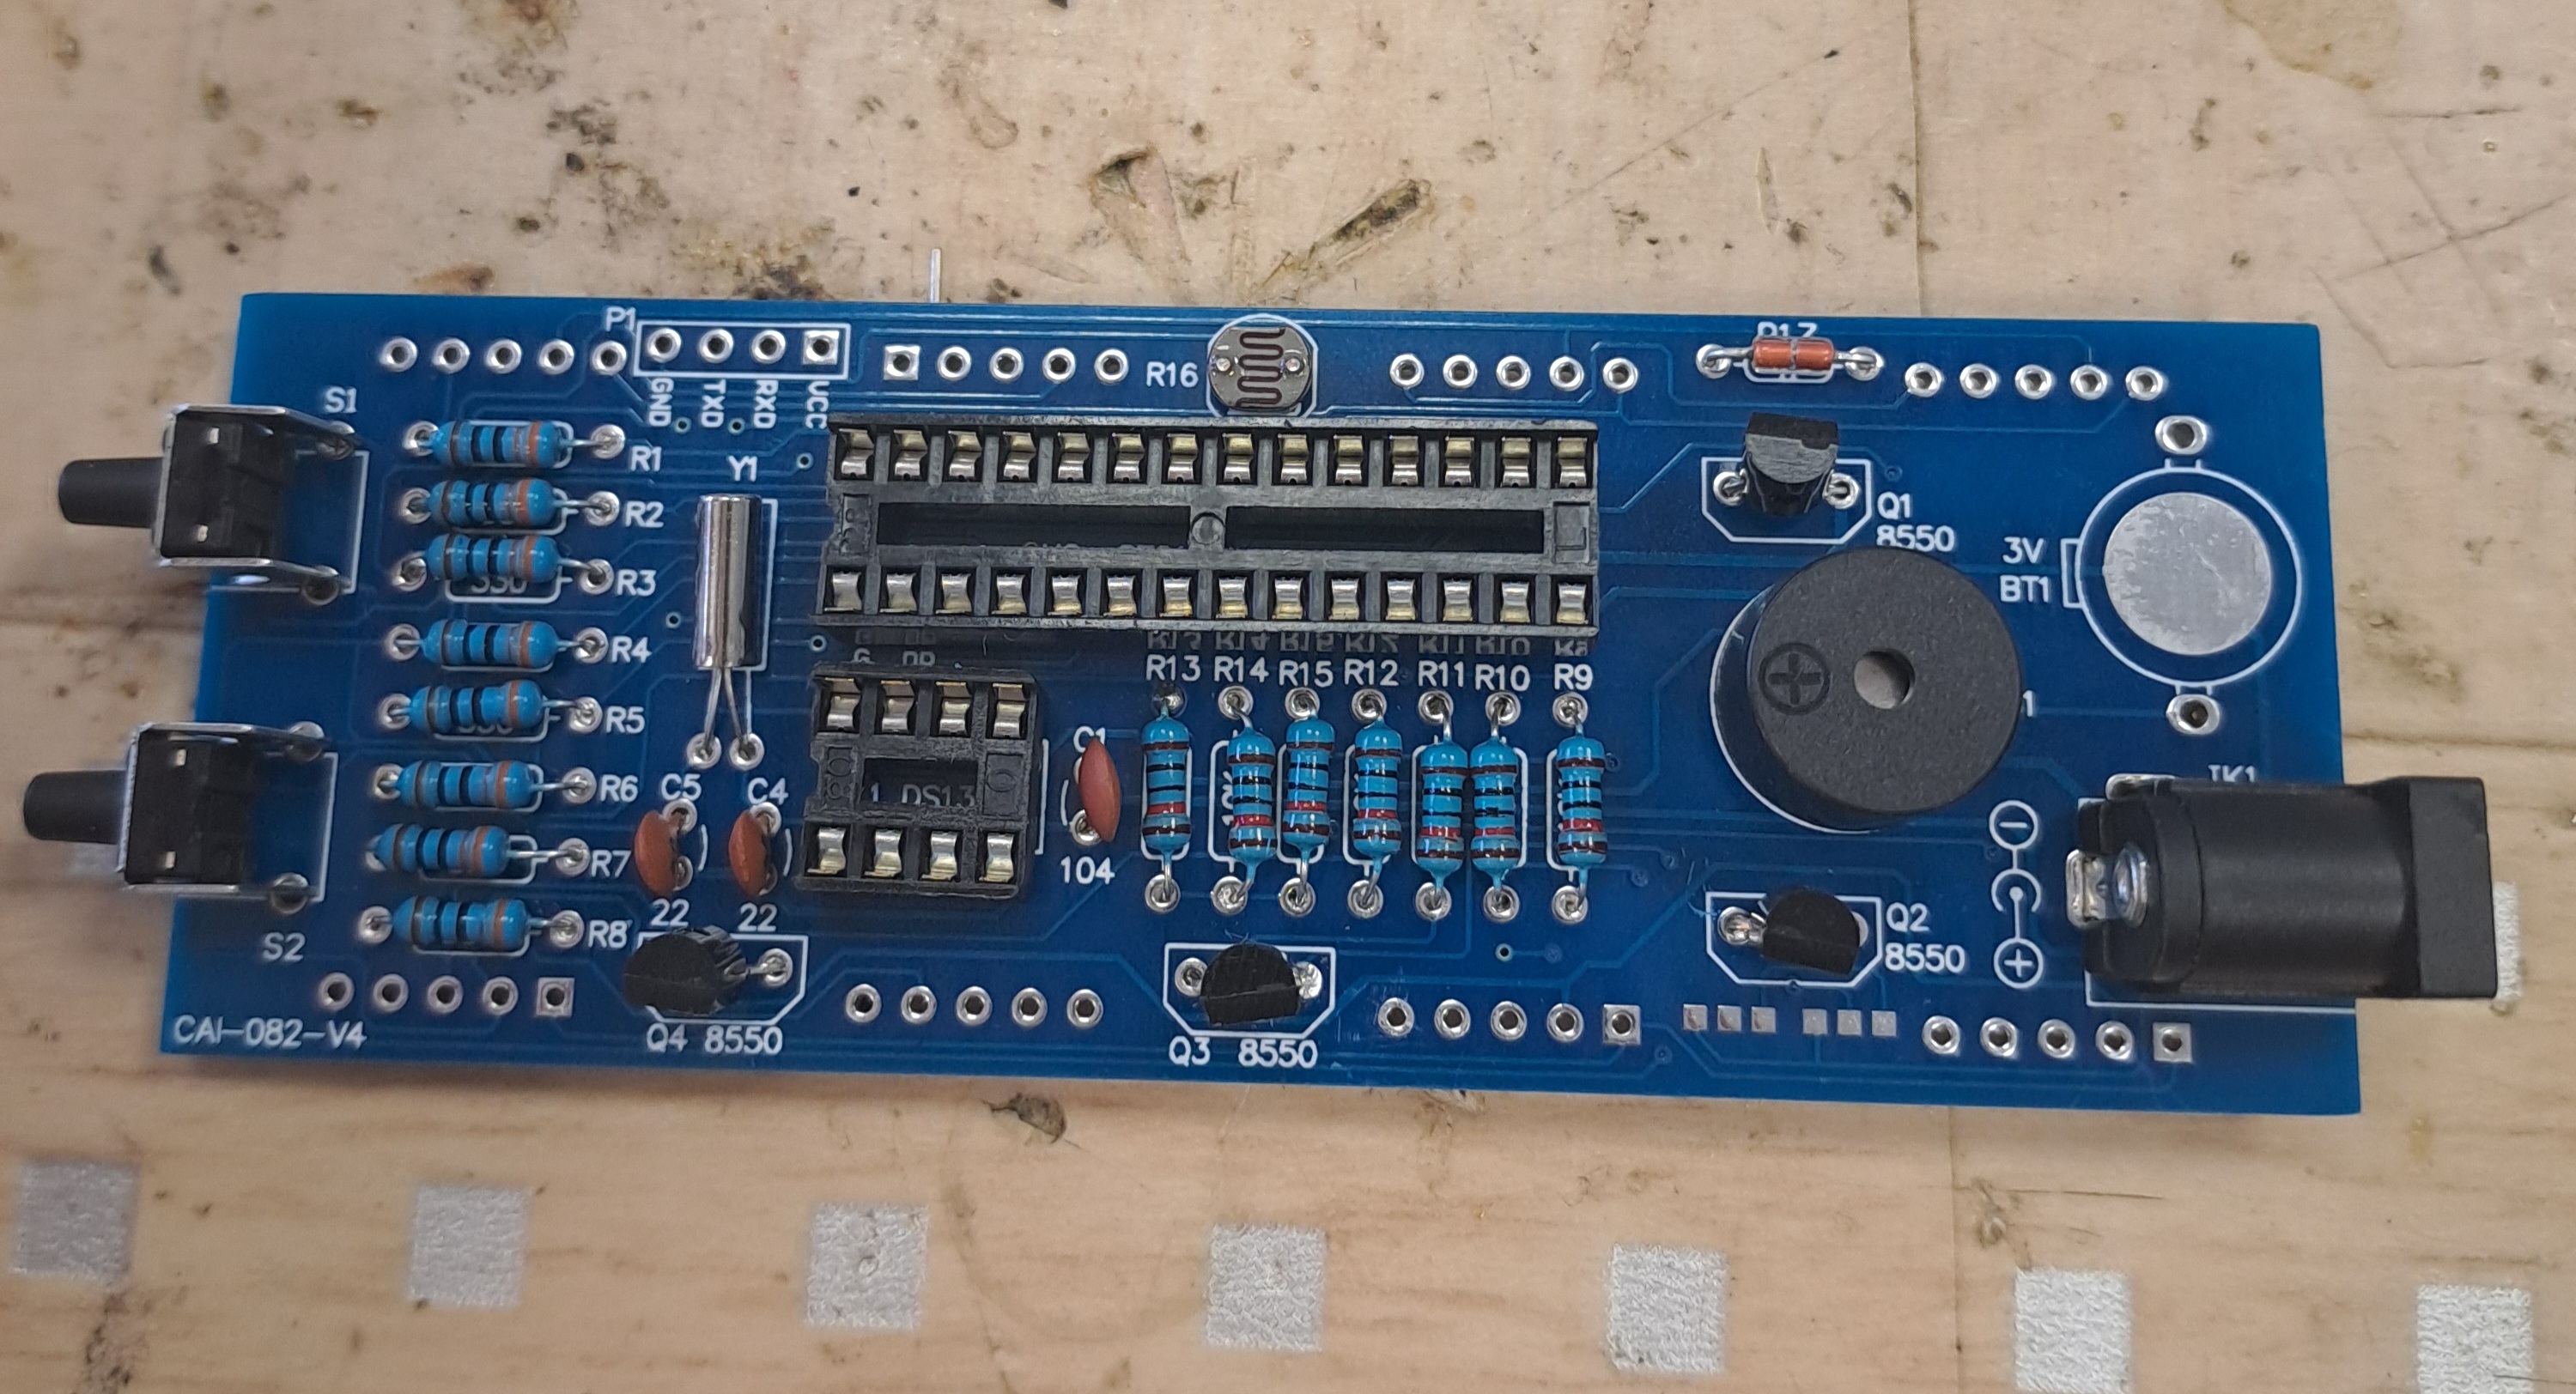 P1
GND
TXD
RXD
VCC
R16
S1
R1
R2
R3
330
R4
R5
R6
R7
R8
Y1
C5
C4
22
22
S2
CAI-082-V4
Q4 8550
DS13
C1
104
R13 R14 R15 R12 R11 R10 R9
Q3 8550
Q1
8550
3V
BT1
Q2
8550
JK1